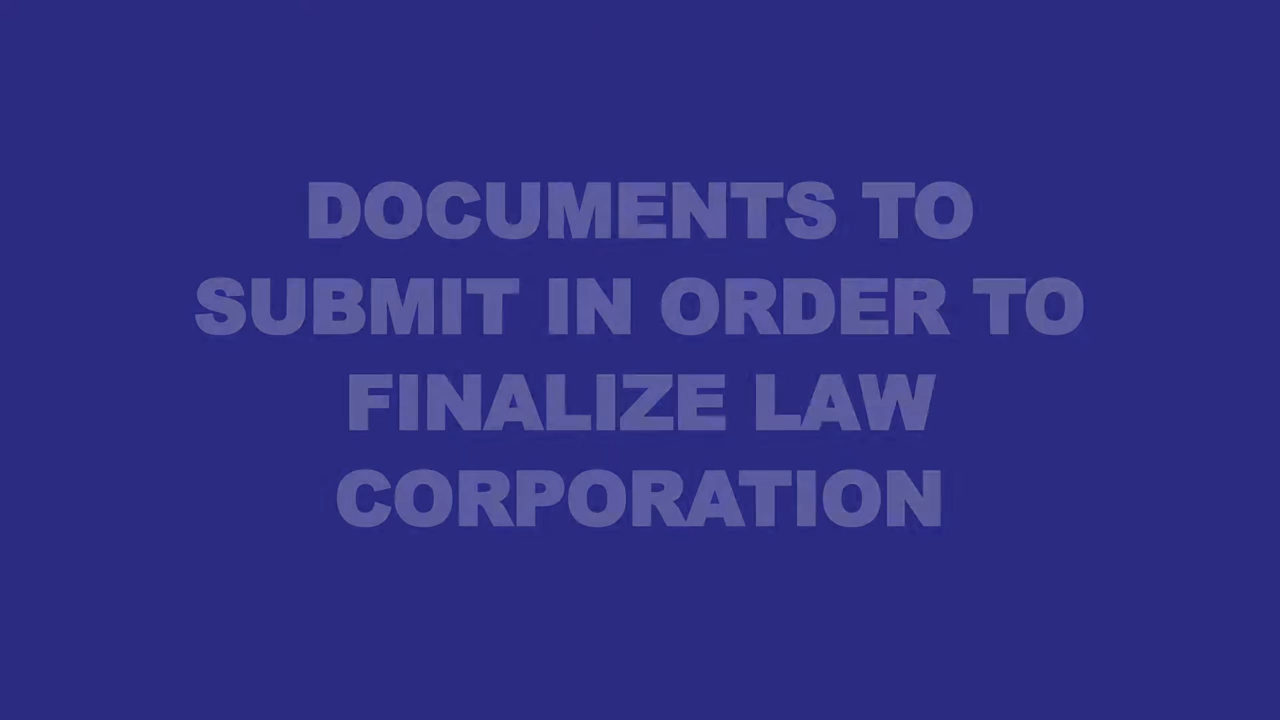 DOCUMENTS TO
SUBMIT IN ORDER TO
FINALIZE LAW
CORPORATION